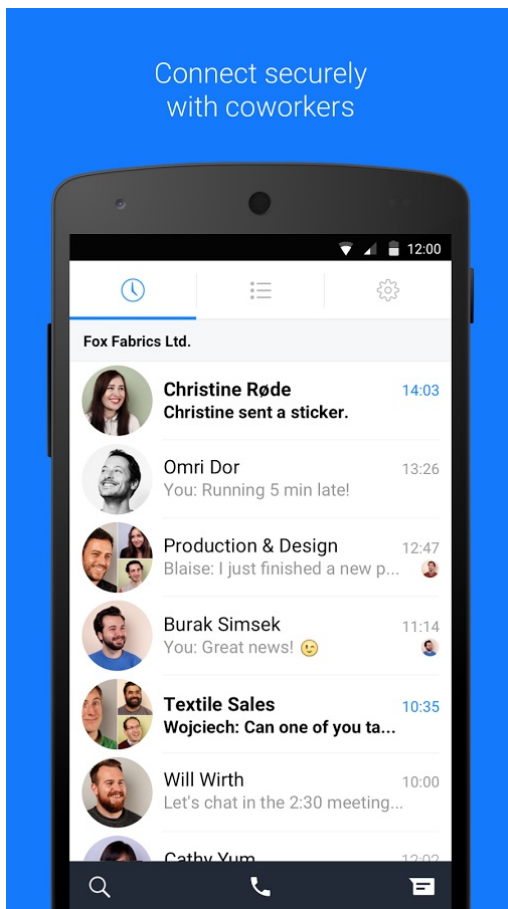 Connect securely
with coworkers
12:00
Fox Fabrics Ltd.
Christine Røde
14:03
Christine sent a sticker.
Omri Dor
13:26
You: Running 5 min late!
Production & Design
12:47
Blaise: I just finished a new p...
Burak Simsek
11:14
You: Great news! 😉
Textile Sales
10:35
Wojciech: Can one of you ta...
Will Wirth
10:00
Let's chat in the 2:30 meeting...
Cathy Yum
12:02